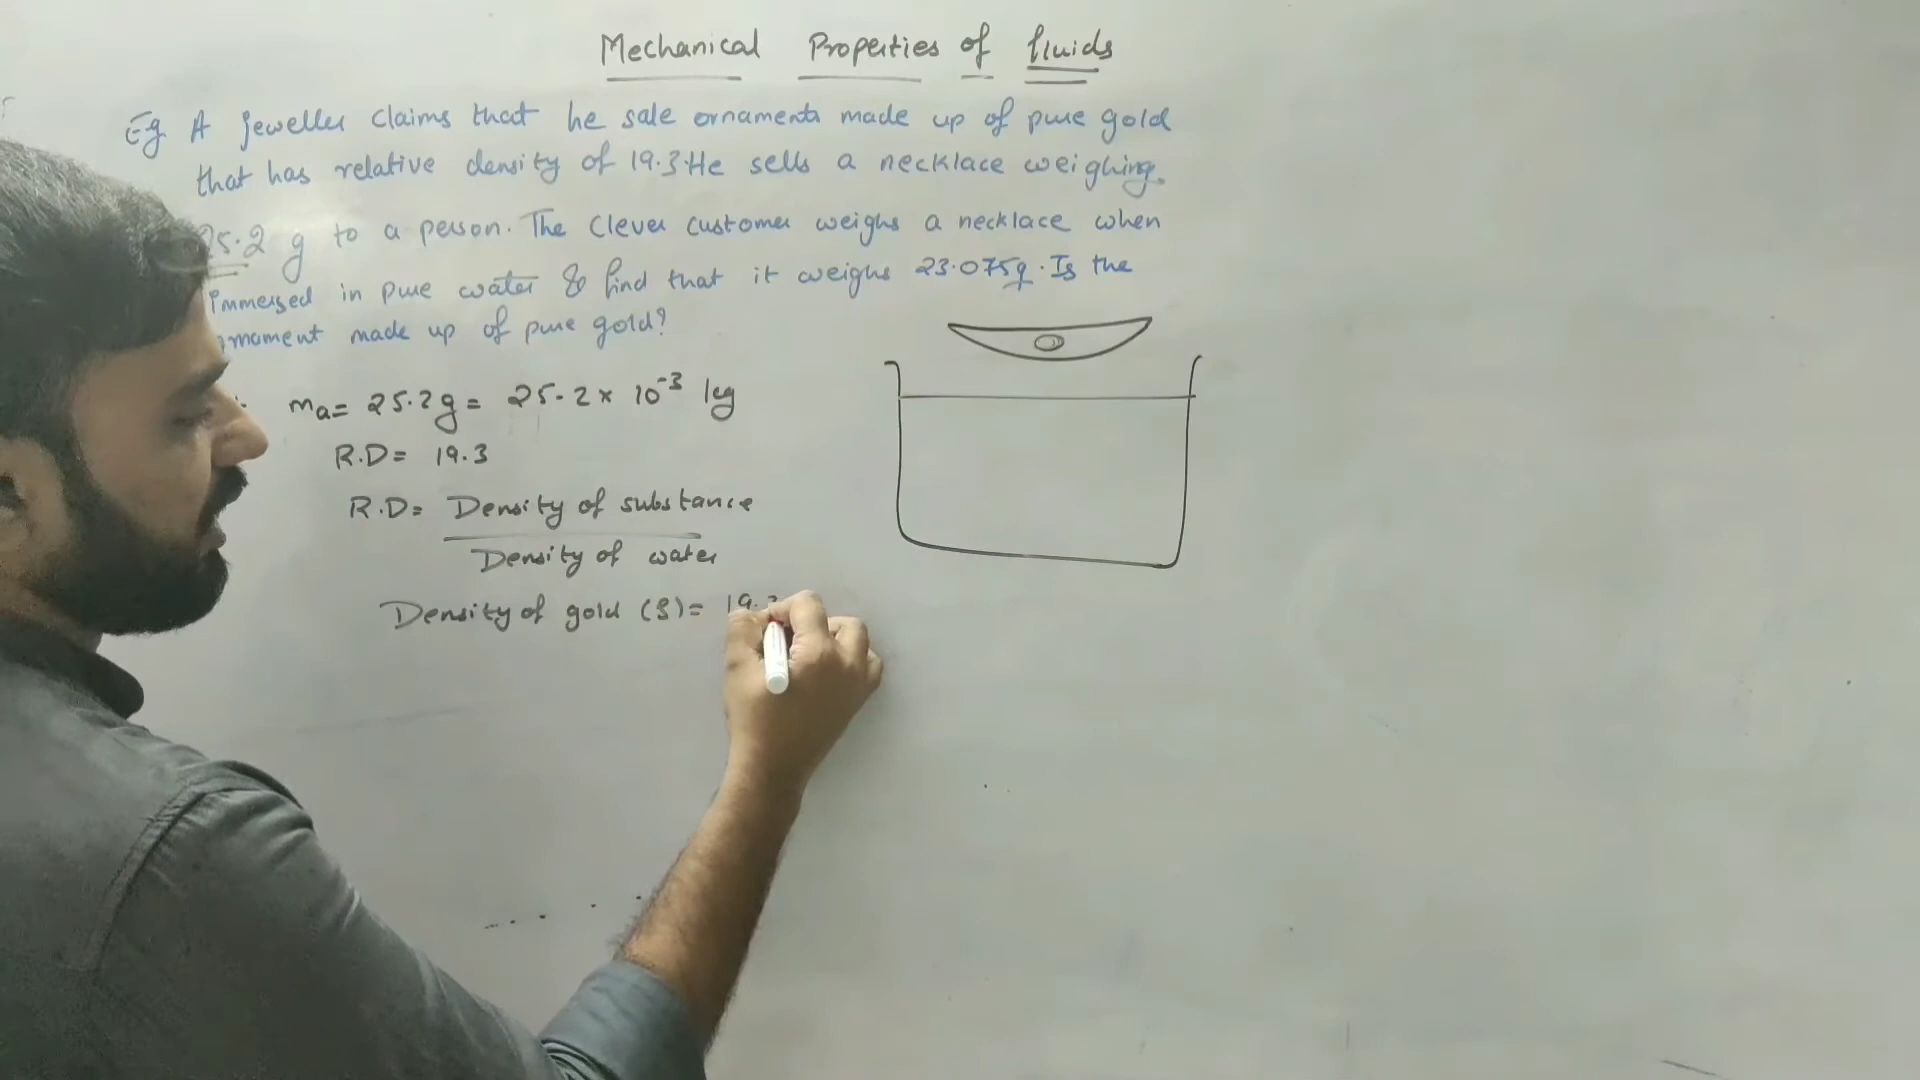 Mechanical Properties of fluids
Eg. A jeweller claims that he sale ornaments made up of pure gold
that has relative density of 19.3. He sells a necklace weighing
25.2 g to a person. The clever customer weighs a necklace when
immersed in pure water & find that it weighs 23.075g. Is the
made up of pure gold?
ma= 25.2g = 25.2 x 10⁻³ kg
R.D= 19.3
R.D= Density of substance
Density of water
Density of gold (ρ)= 19.